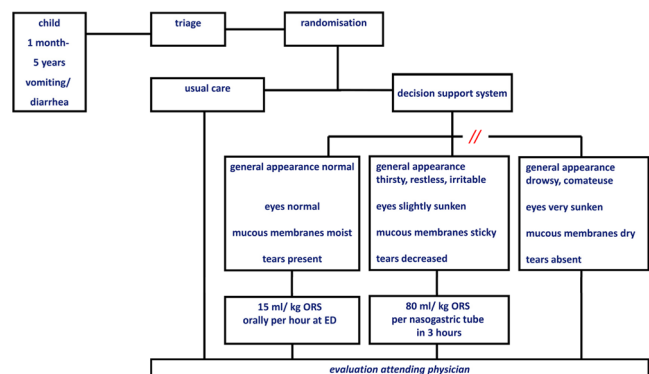 child
1 month-
5 years
vomiting/
diarrhea
triage
randomisation
usual care
decision support system
//
general appearance normal
eyes normal
mucous membranes moist
tears present
general appearance
thirsty, restless, irritable
eyes slightly sunken
mucous membranes sticky
tears decreased
general appearance
drowsy, comateuse
eyes very sunken
mucous membranes dry
tears absent
15 ml/ kg ORS
orally per hour at ED
80 ml/ kg ORS
per nasogastric tube
in 3 hours
evaluation attending physician